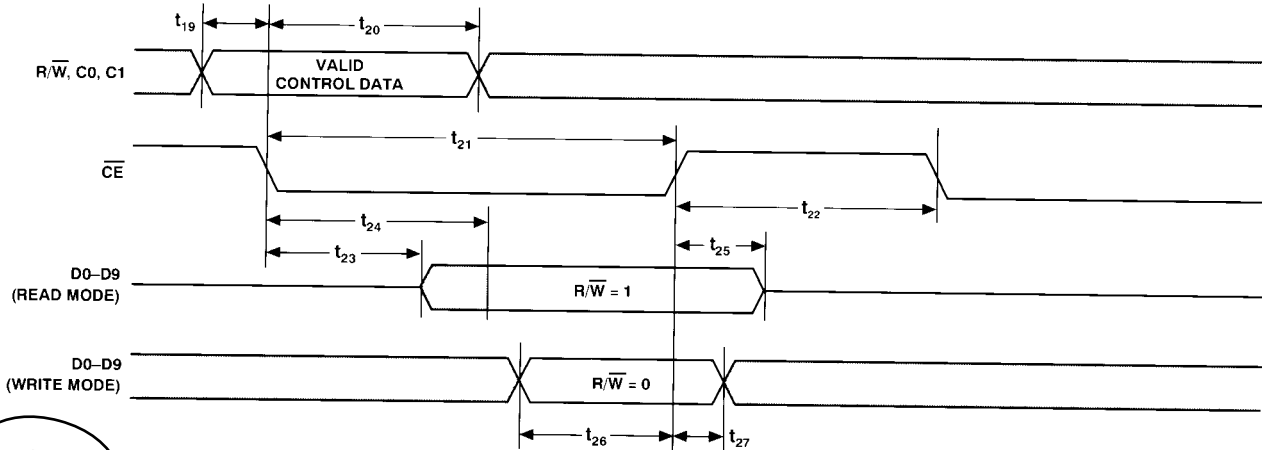 t₁₉ t₂₀
R/W̅, C0, C1
VALID
CONTROL DATA
t₂₁
C̅E̅
t₂₂
t₂₄
t₂₃ t₂₅
D0–D9
(READ MODE)
R/W̅ = 1
D0–D9
(WRITE MODE)
R/W̅ = 0
t₂₆ t₂₇